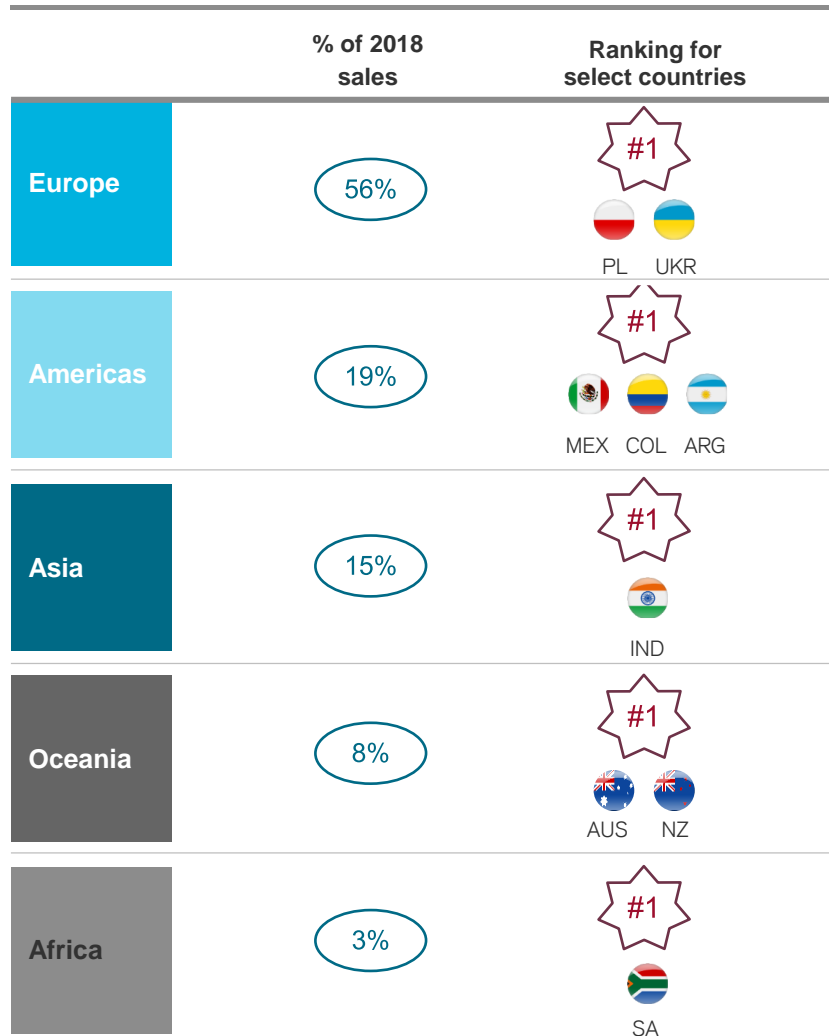 % of 2018
sales
Ranking for
select countries
Europe
56%
#1
PL UKR
Americas
19%
#1
MEX COL ARG
Asia
15%
#1
IND
Oceania
8%
#1
AUS NZ
Africa
3%
#1
SA